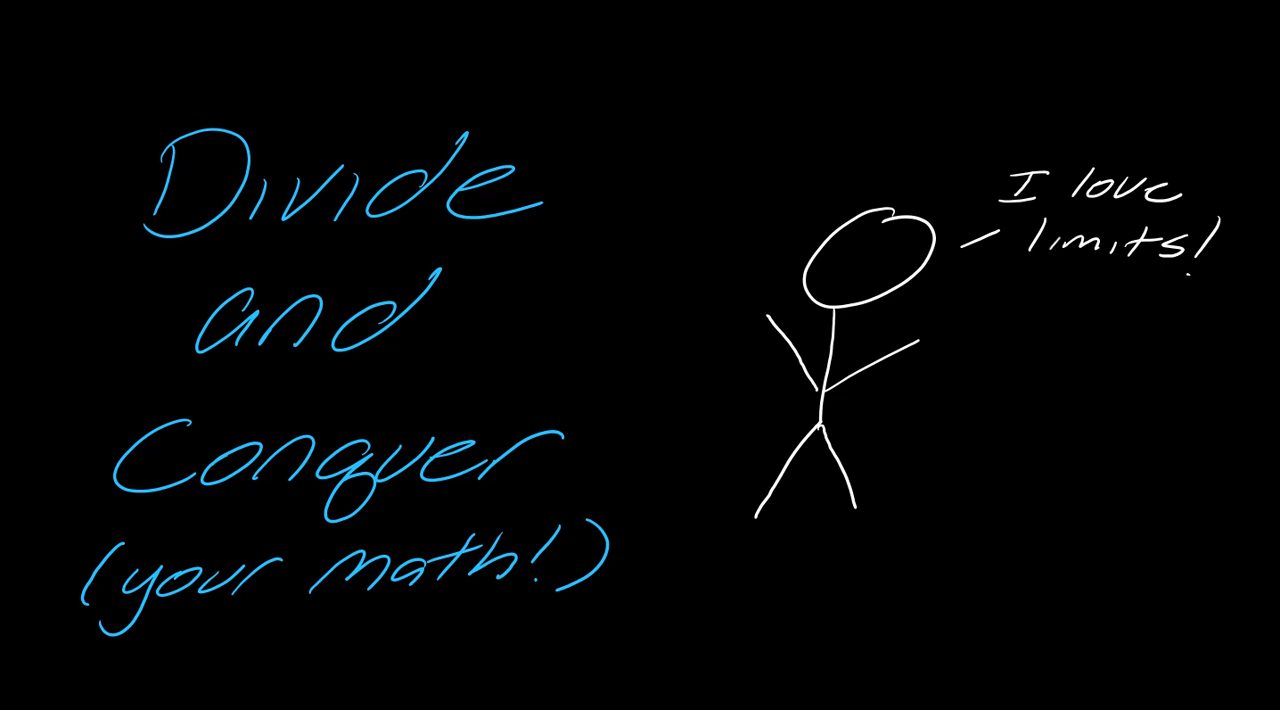 Divide
and
Conquer
(your math!)
I love
limits!